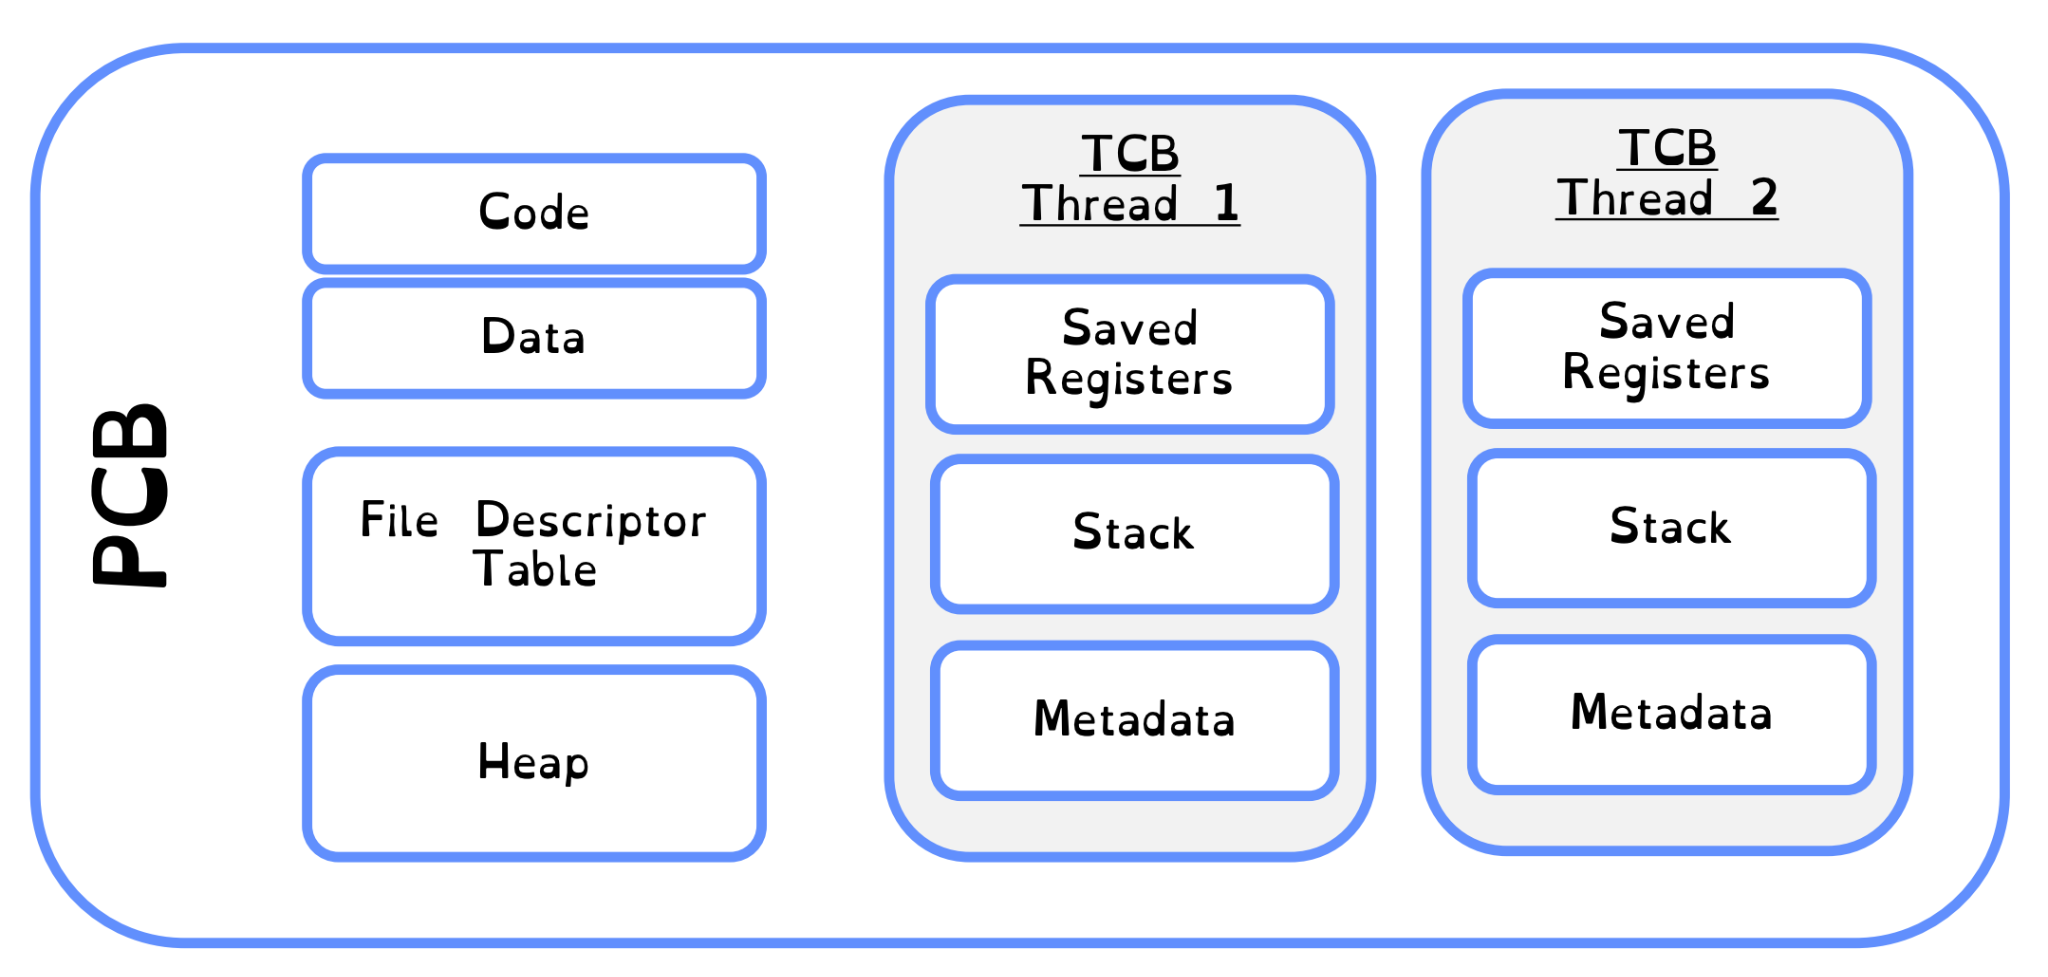 PCB
Code
Data
File Descriptor
Table
Heap
TCB
Thread 1
Saved
Registers
Stack
Metadata
TCB
Thread 2
Saved
Registers
Stack
Metadata